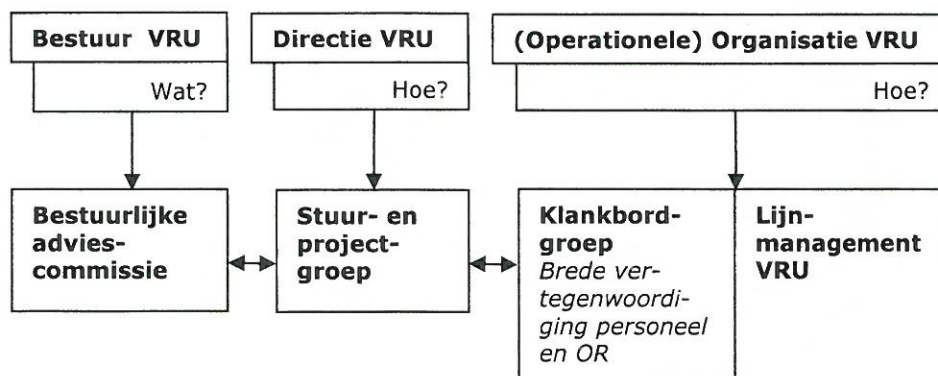 Bestuur VRU
Wat?
Directie VRU
Hoe?
(Operationele) Organisatie VRU
Hoe?
Bestuurlijke
advies-
commissie
Stuur- en
project-
groep
Klankbord-
groep
Brede ver-
tegenwoordi-
ging personeel
en OR
Lijn-
management
VRU